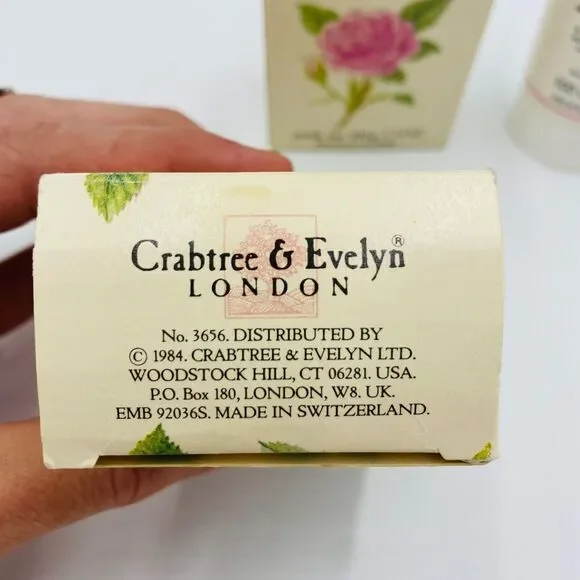 Crabtree & Evelyn®
LONDON
No. 3656. DISTRIBUTED BY
© 1984. CRABTREE & EVELYN LTD.
WOODSTOCK HILL, CT 06281. USA.
P.O. Box 180, LONDON, W8. UK.
EMB 92036S. MADE IN SWITZERLAND.